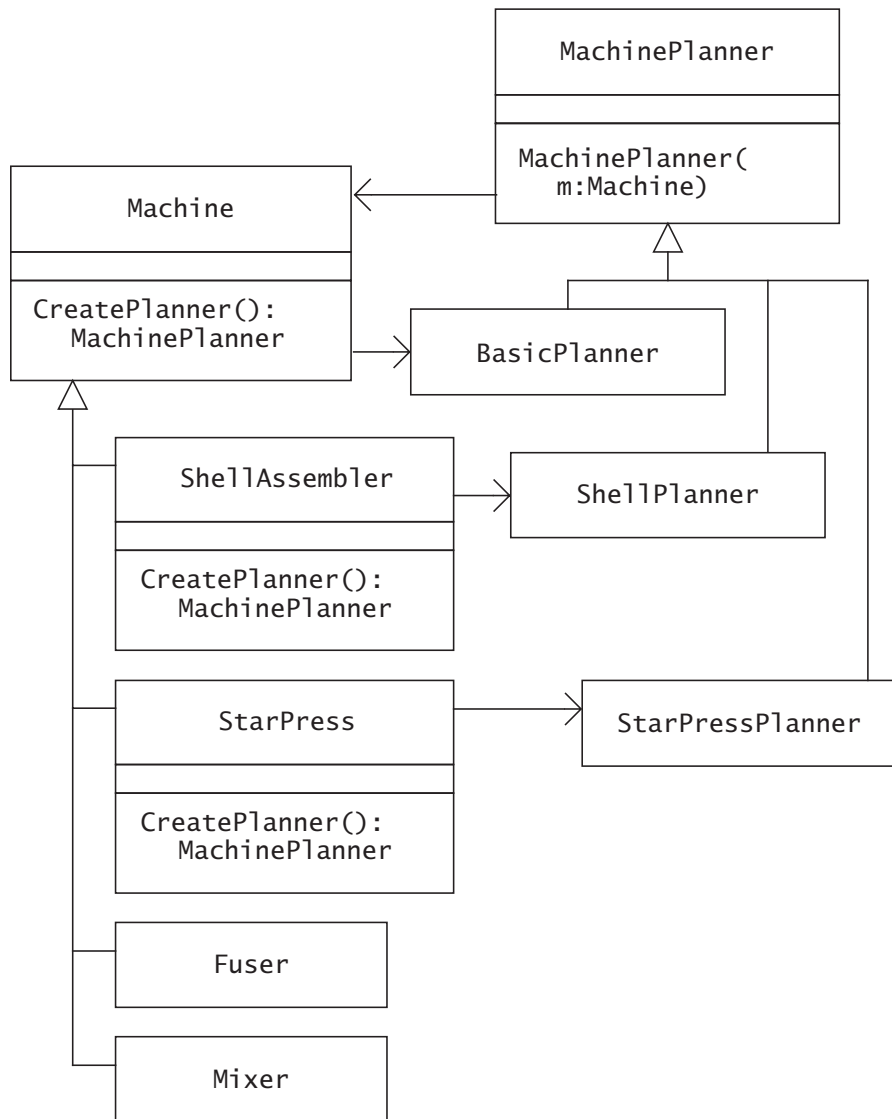 MachinePlanner
MachinePlanner(
m:Machine)
Machine
CreatePlanner():
MachinePlanner
BasicPlanner
ShellAssembler
CreatePlanner():
MachinePlanner
ShellPlanner
StarPress
CreatePlanner():
MachinePlanner
StarPressPlanner
Fuser
Mixer